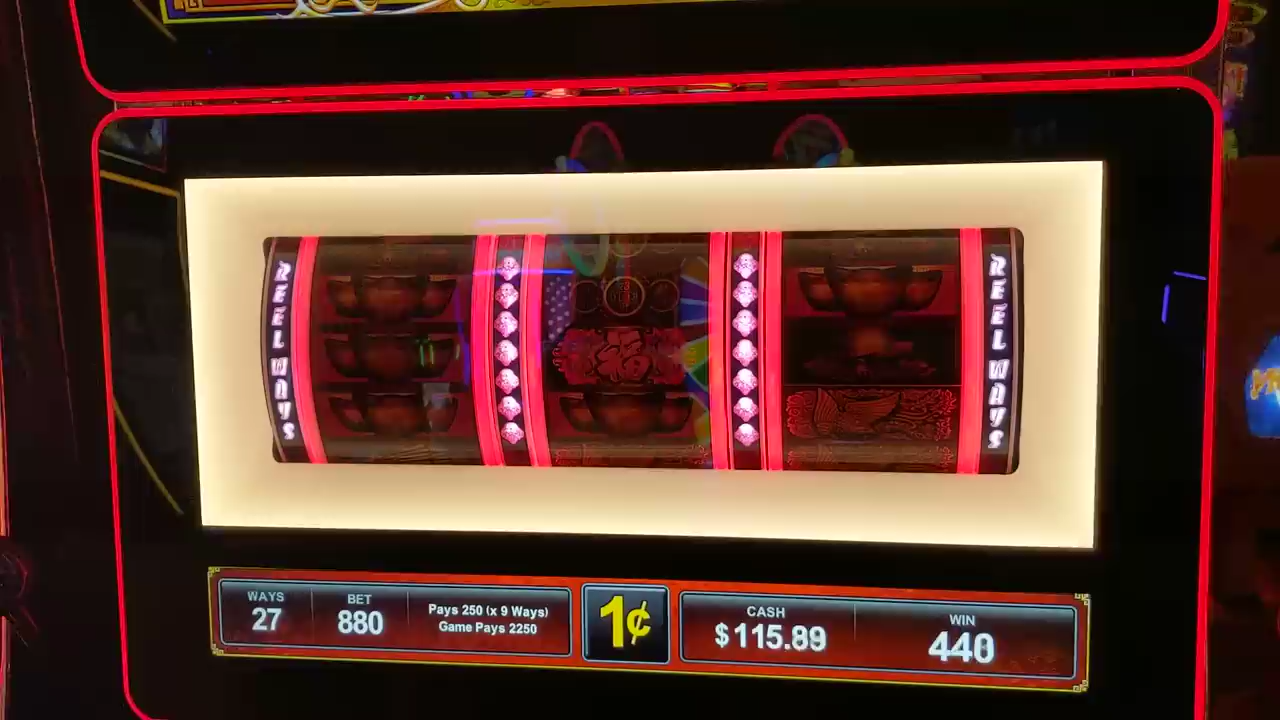 REEL WAYS
REEL WAYS
WAYS
27
BET
880
Pays 250 (x 9 Ways)
Game Pays 2250
1¢
CASH
$115.89
WIN
440